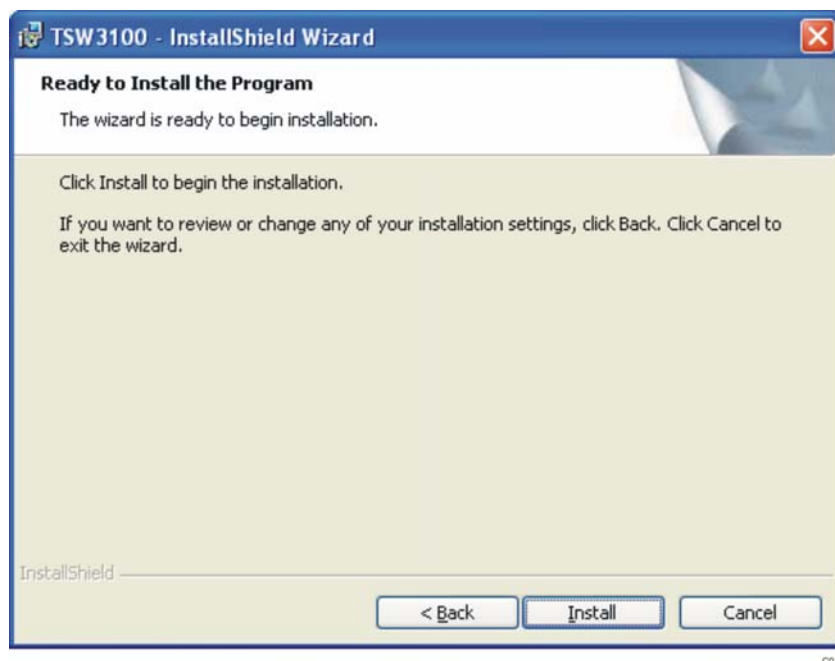 TSW3100 - InstallShield Wizard
Ready to Install the Program
The wizard is ready to begin installation.
Click Install to begin the installation.
If you want to review or change any of your installation settings, click Back. Click Cancel to
exit the wizard.
InstallShield
< Back
Install
Cancel